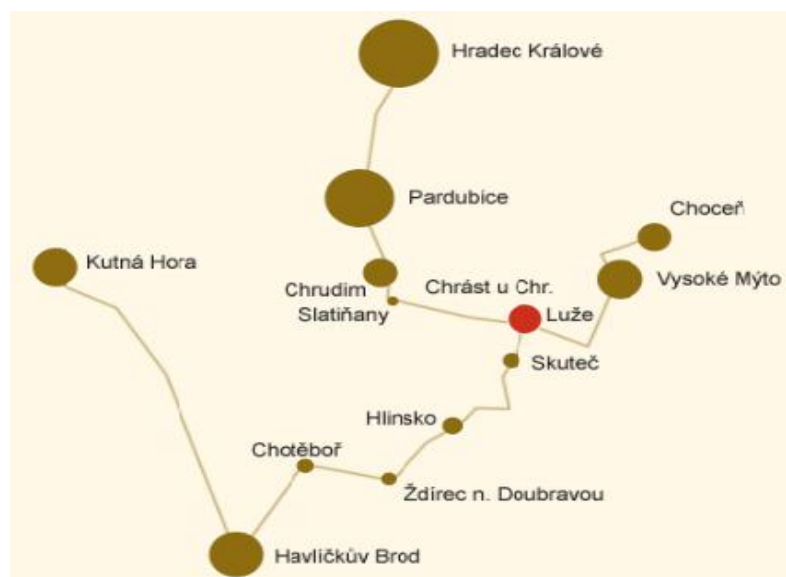 Hradec Králové
Pardubice
Choceň
Kutná Hora
Vysoké Mýto
Chrudim
Chrást u Chr.
Slatiňany
Luže
Skuteč
Hlinsko
Chotěboř
Ždírec n. Doubravou
Havlíčkův Brod